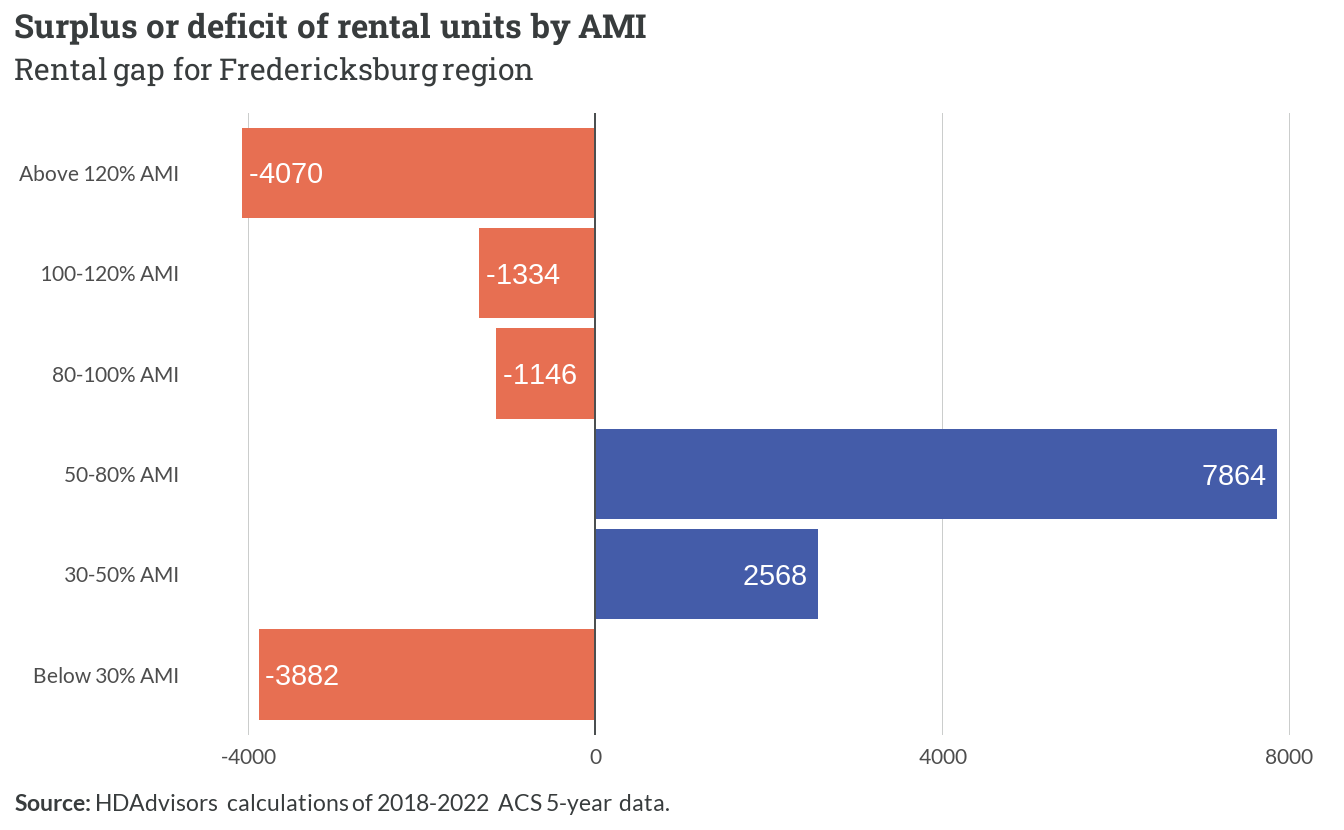 Surplus or deficit of rental units by AMI
Rental gap for Fredericksburg region
Above 120% AMI
-4070
100-120% AMI
-1334
80-100% AMI
-1146
50-80% AMI
7864
30-50% AMI
2568
Below 30% AMI
-3882
-4000 0 4000 8000
Source: HDAdvisors calculations of 2018-2022 ACS 5-year data.